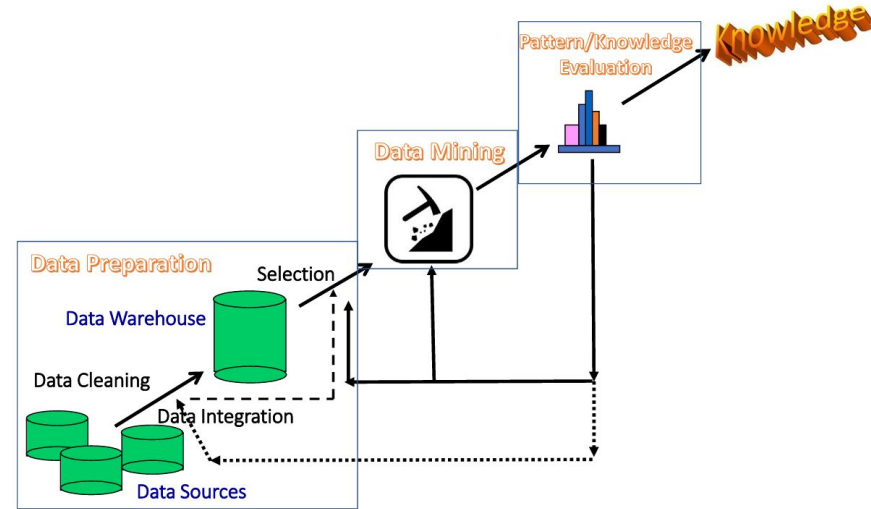 Knowledge
Pattern/Knowledge
Evaluation
Data Mining
Data Preparation
Selection
Data Warehouse
Data Cleaning
Data Integration
Data Sources